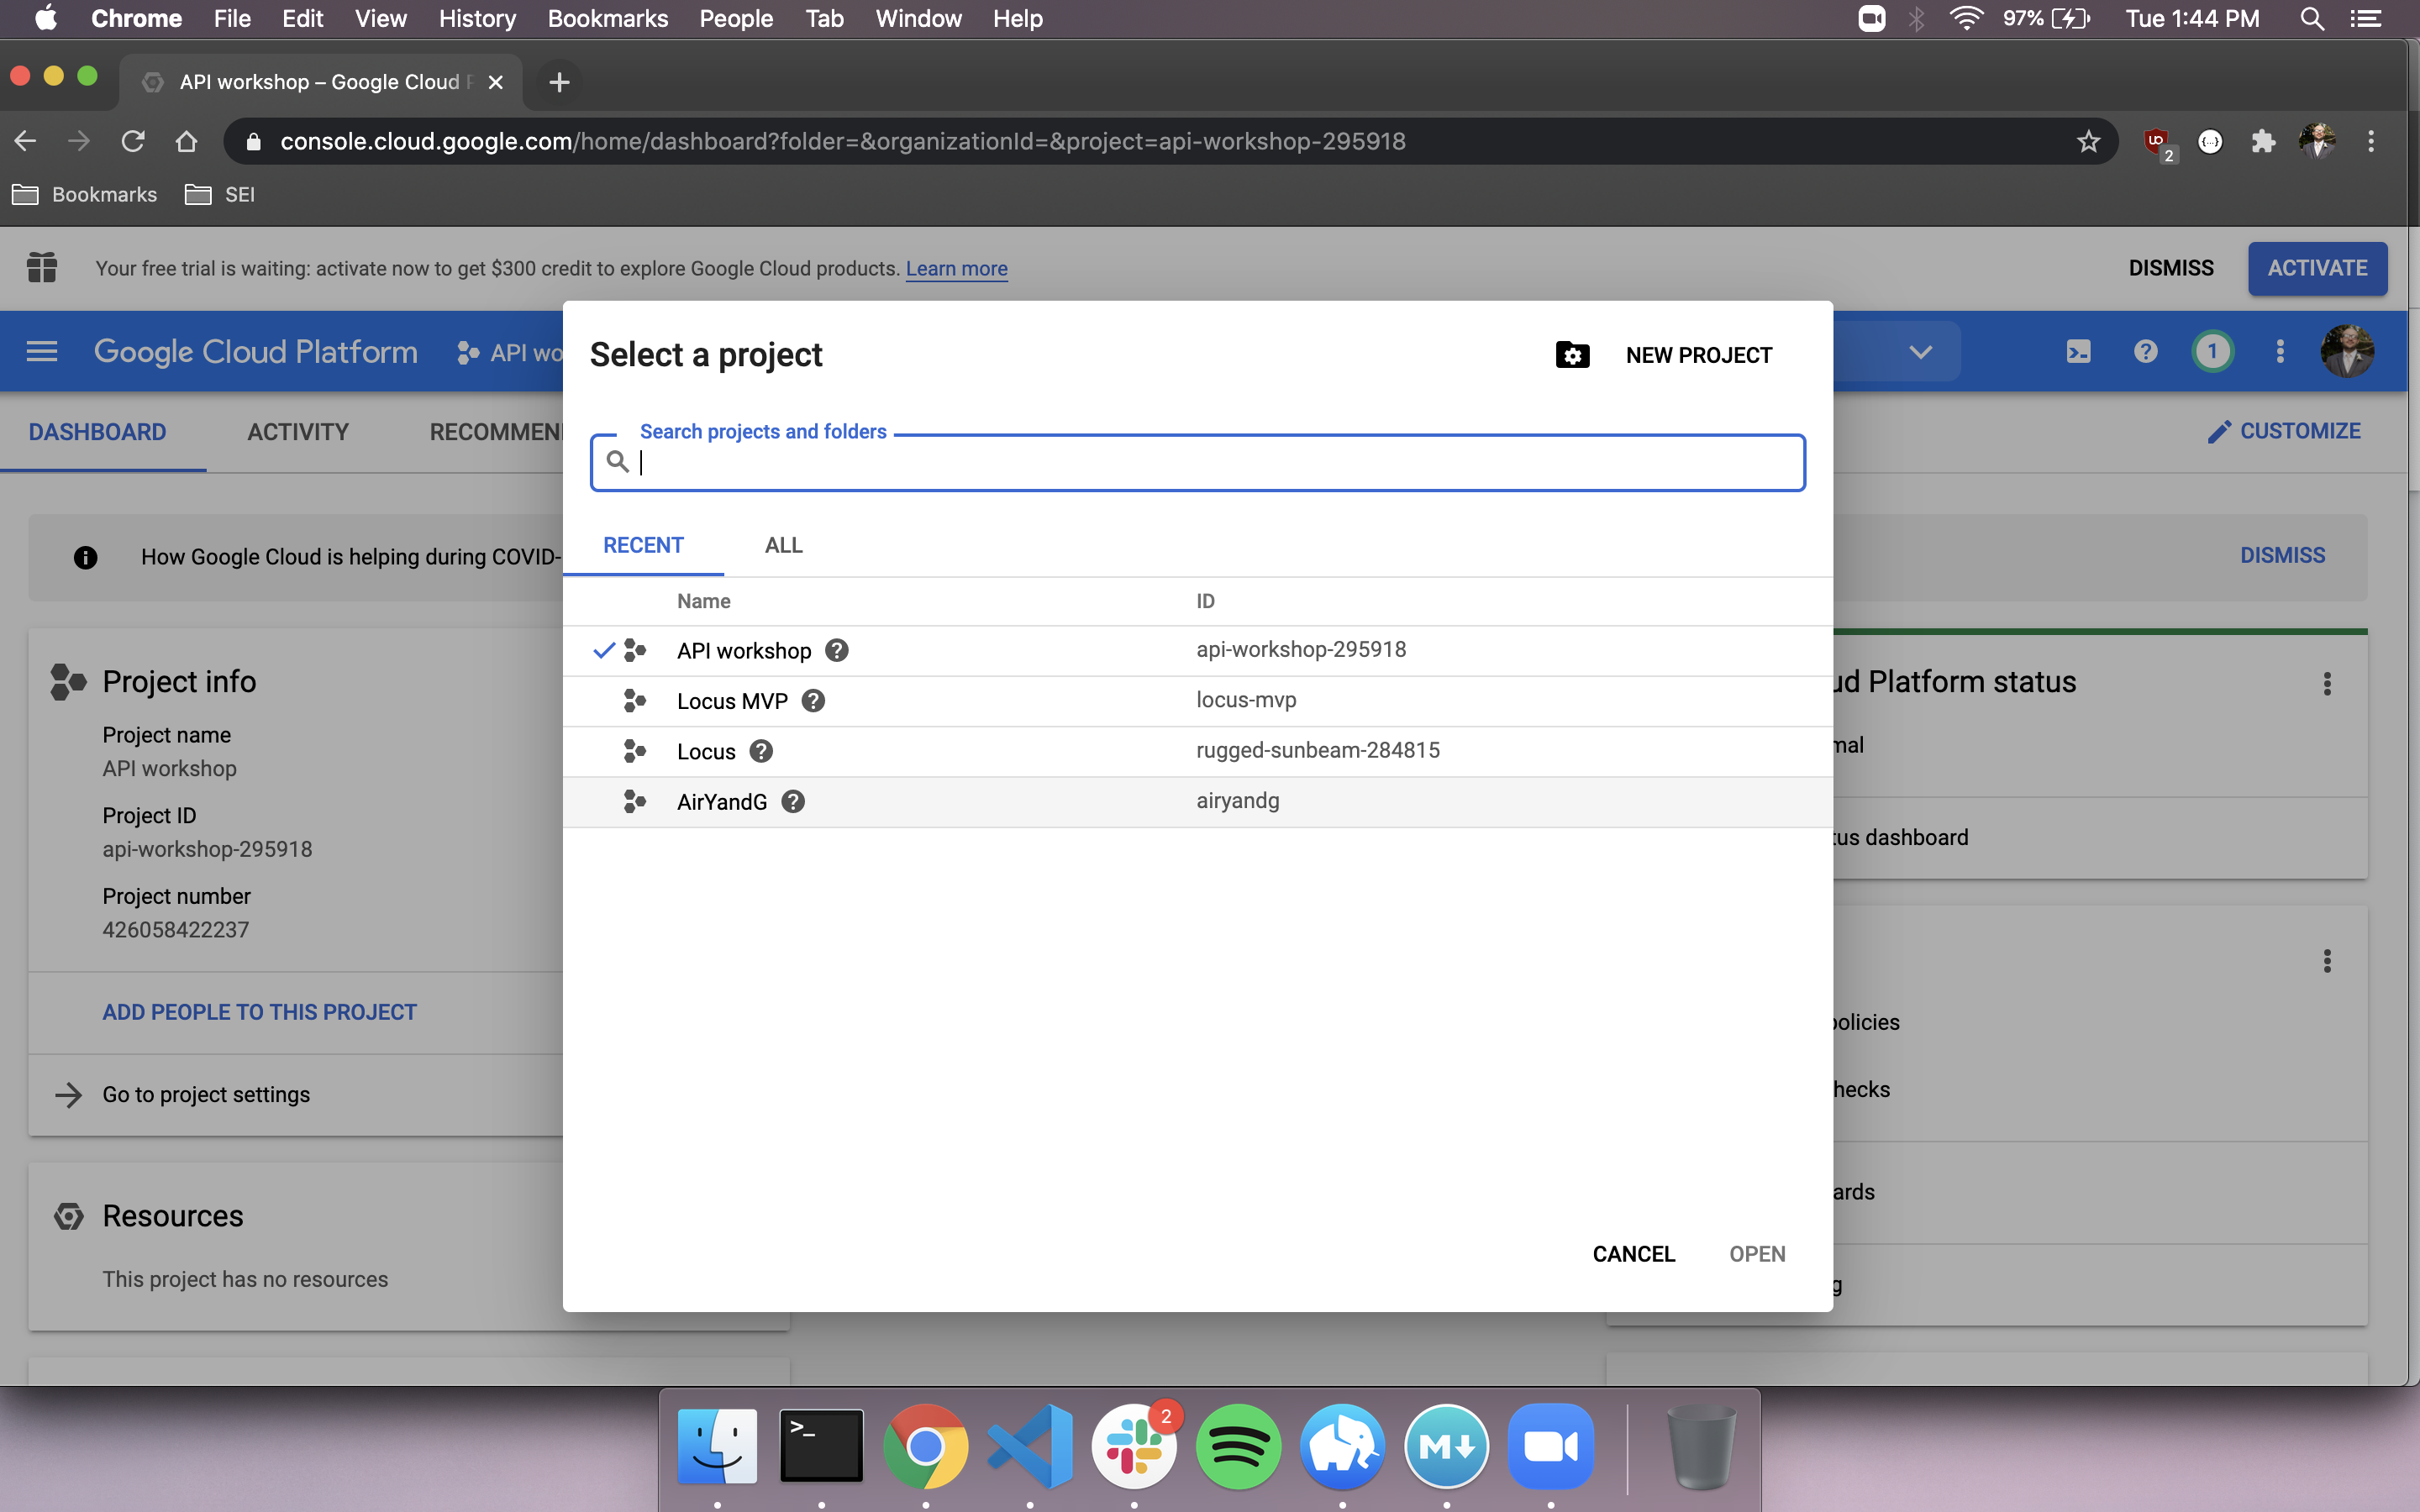 Chrome File Edit View History Bookmarks People Tab Window Help 97% Tue 1:44 PM
API workshop – Google Cloud P
console.cloud.google.com/home/dashboard?folder=&organizationId=&project=api-workshop-295918
2
Bookmarks SEI
Your free trial is waiting: activate now to get $300 credit to explore Google Cloud products. Learn more
DISMISS ACTIVATE
Google Cloud Platform API wo
1
DASHBOARD ACTIVITY RECOMMEN
CUSTOMIZE
How Google Cloud is helping during COVID-
DISMISS
Project info
Project name
API workshop
Project ID
api-workshop-295918
Project number
426058422237
ADD PEOPLE TO THIS PROJECT
Go to project settings
Resources
This project has no resources
Select a project
NEW PROJECT
Search projects and folders
RECENT ALL
Name ID
API workshop api-workshop-295918
Locus MVP locus-mvp
Locus rugged-sunbeam-284815
AirYandG airyandg
CANCEL OPEN
ud Platform status
mal
tus dashboard
policies
hecks
ards
g
>_
2
M